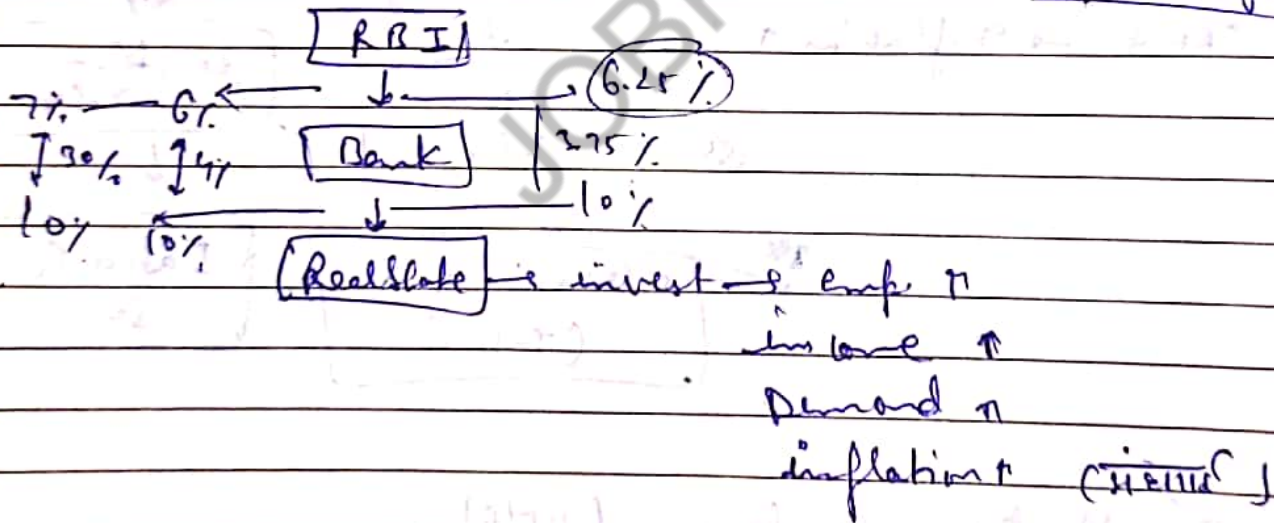 RBI
6.25%
7% — 6%
30% 4% Bank 3.75%
10%
10% 10%
RealState → invest → emp. ↑
income ↑
Demand ↑
inflation ↑
JOB